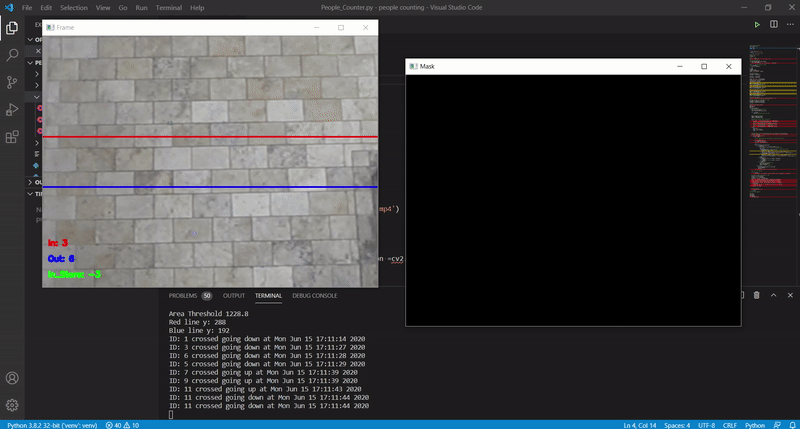 File Edit Selection View Go Run Terminal Help
People_Counter.py - people counting - Visual Studio Code
Frame
Mask
In: 3
Out: 6
mp4')
=cv2
PROBLEMS 50 OUTPUT TERMINAL DEBUG CONSOLE
Area Threshold 1228.8
Red line y: 288
Blue line y: 192
ID: 1 crossed going down at Mon Jun 15 17:11:14 2020
ID: 3 crossed going down at Mon Jun 15 17:11:27 2020
ID: 6 crossed going down at Mon Jun 15 17:11:28 2020
ID: 5 crossed going down at Mon Jun 15 17:11:29 2020
ID: 7 crossed going up at Mon Jun 15 17:11:39 2020
ID: 9 crossed going up at Mon Jun 15 17:11:39 2020
ID: 11 crossed going up at Mon Jun 15 17:11:43 2020
ID: 11 crossed going down at Mon Jun 15 17:11:44 2020
ID: 11 crossed going down at Mon Jun 15 17:11:44 2020
Python 3.8.2 32-bit ('venv': venv) 40 10
Ln 4, Col 14 Spaces: 4 UTF-8 CRLF Python